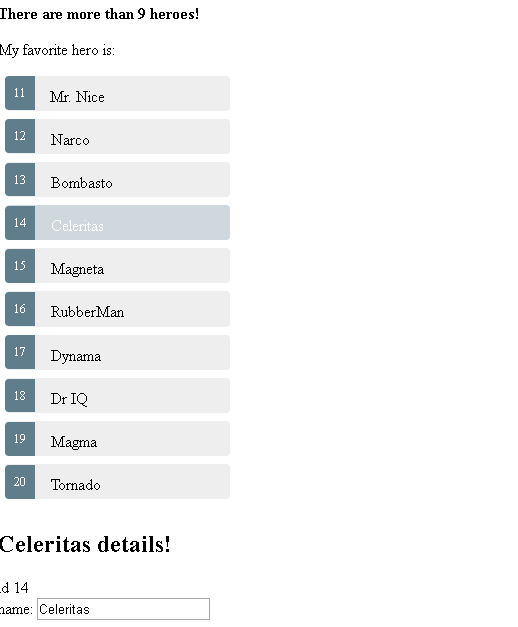 There are more than 9 heroes!
My favorite hero is:
11 Mr. Nice
12 Narco
13 Bombasto
14 Celeritas
15 Magneta
16 RubberMan
17 Dynama
18 Dr IQ
19 Magma
20 Tornado
Celeritas details!
id 14
name: Celeritas